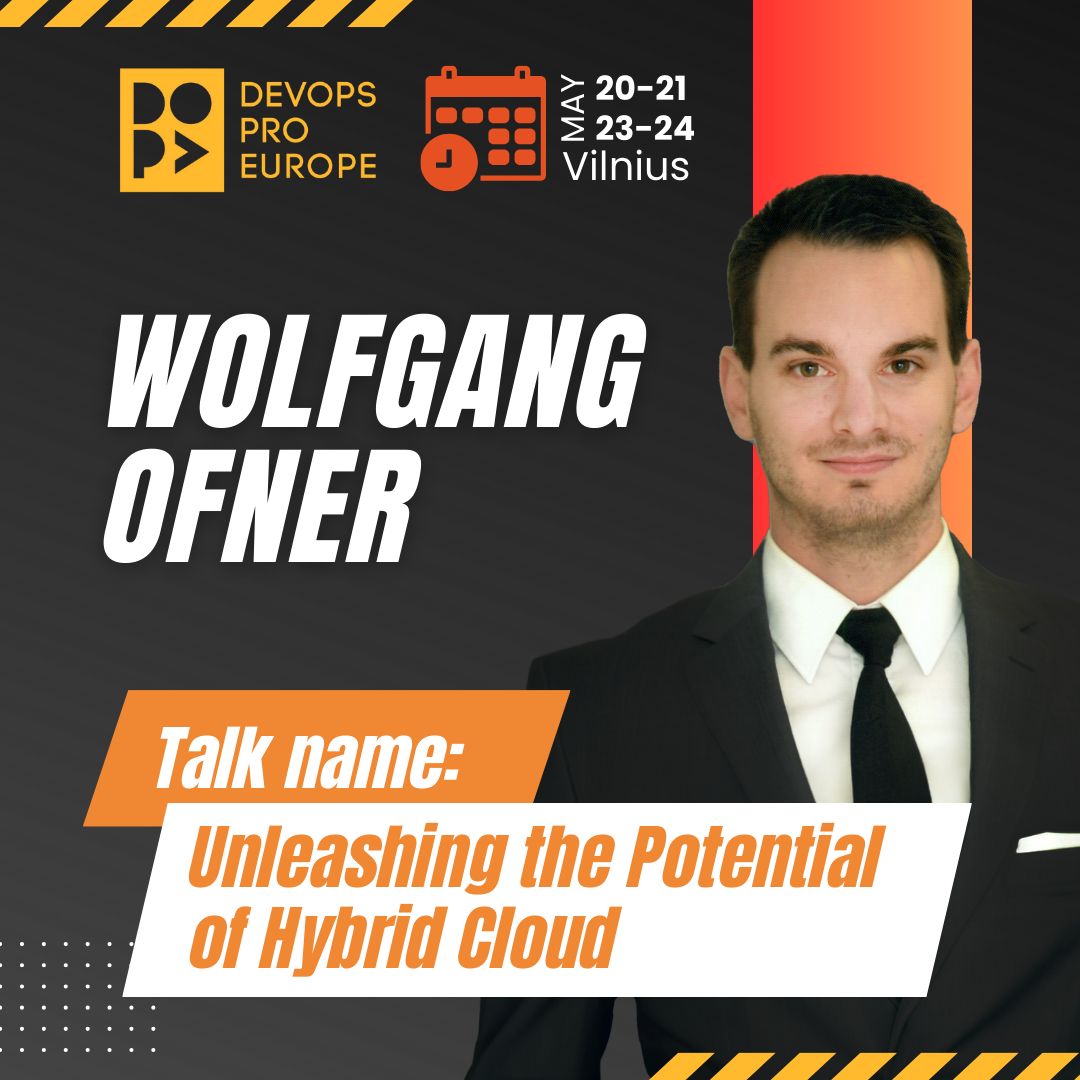 DEVOPS
PRO
EUROPE
MAY
20-21
23-24
Vilnius
WOLFGANG
OFNER
Talk name:
Unleashing the Potential
of Hybrid Cloud